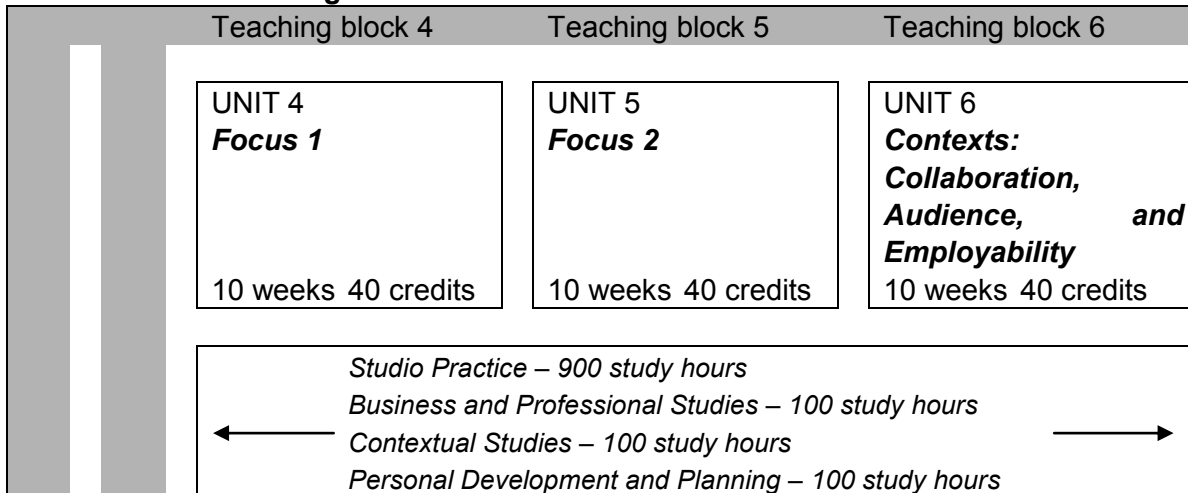 Teaching block 4
Teaching block 5
Teaching block 6
UNIT 4
Focus 1
10 weeks 40 credits
UNIT 5
Focus 2
10 weeks 40 credits
UNIT 6
Contexts:
Collaboration,
Audience, and
Employability
10 weeks 40 credits
Studio Practice – 900 study hours
Business and Professional Studies – 100 study hours
Contextual Studies – 100 study hours
Personal Development and Planning – 100 study hours